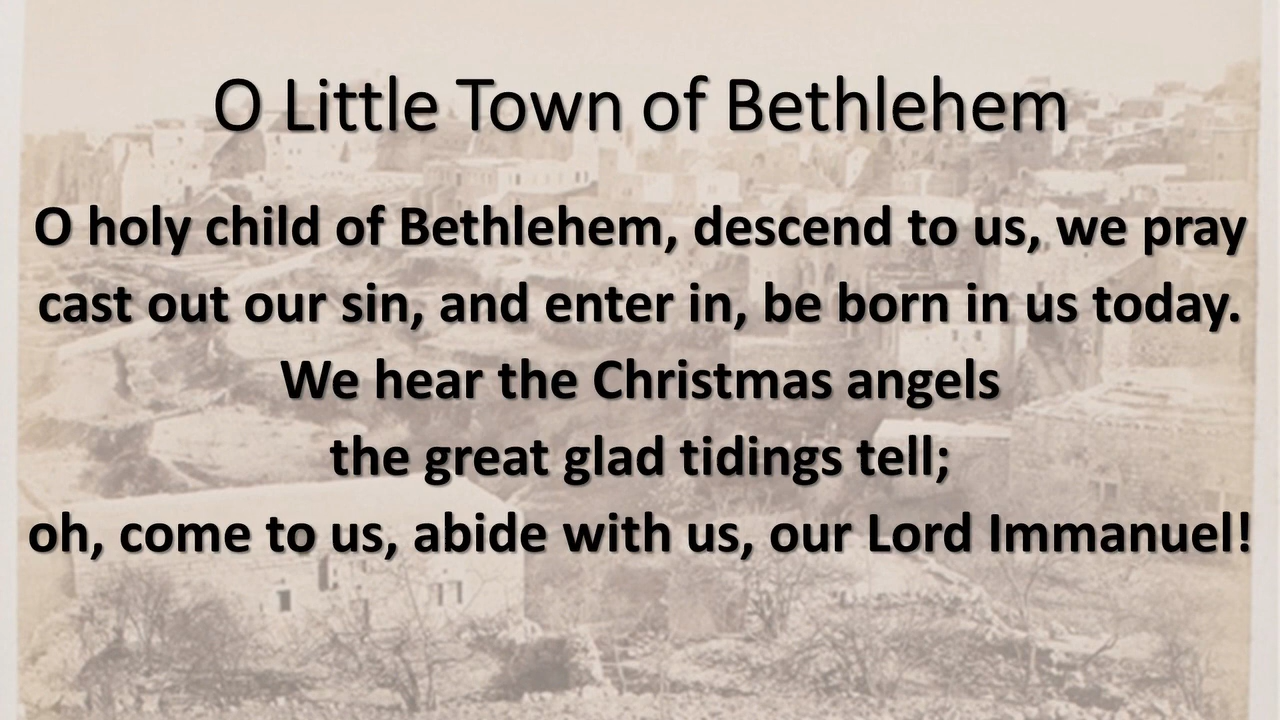 O Little Town of Bethlehem
O holy child of Bethlehem, descend to us, we pray
cast out our sin, and enter in, be born in us today.
We hear the Christmas angels
the great glad tidings tell;
oh, come to us, abide with us, our Lord Immanuel!